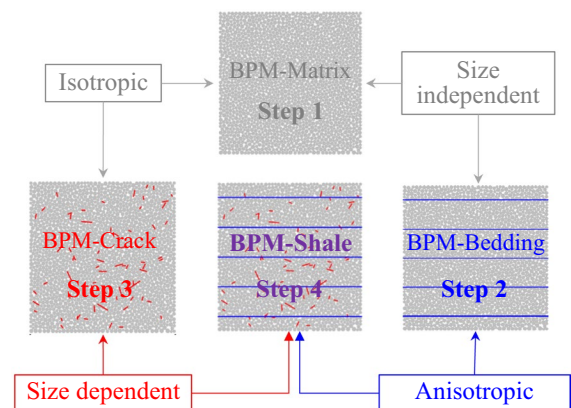 Isotropic
BPM-Matrix
Step 1
Size
independent
BPM-Crack
Step 3
BPM-Shale
Step 4
BPM-Bedding
Step 2
Size dependent
Anisotropic